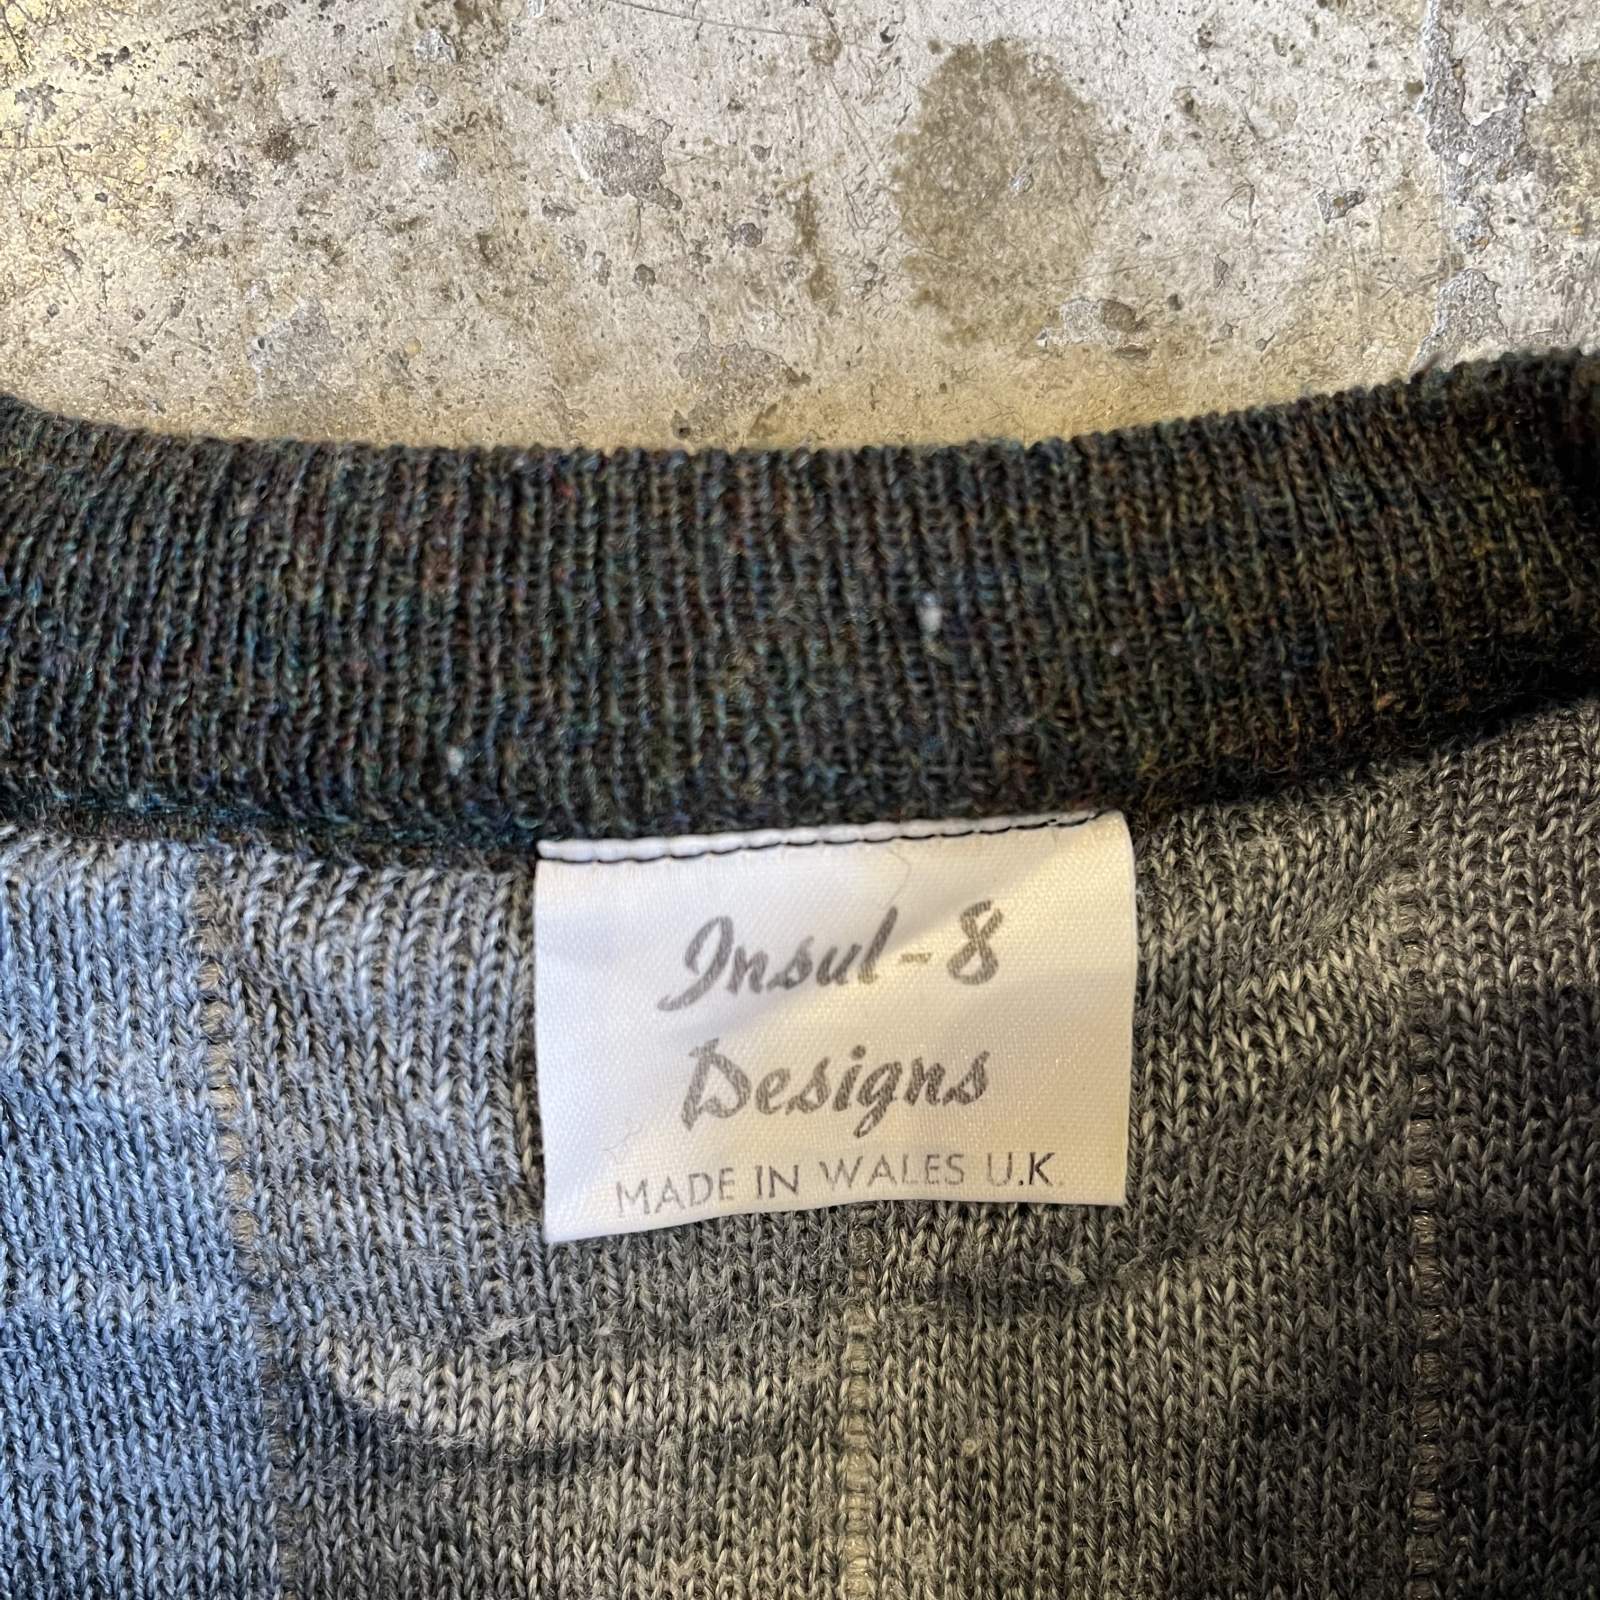 Insul-8
Designs
MADE IN WALES U.K.